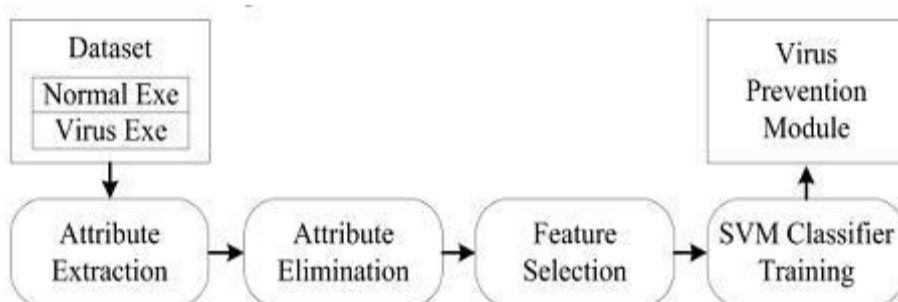 Dataset
Normal Exe
Virus Exe
Virus
Prevention
Module
Attribute
Extraction
Attribute
Elimination
Feature
Selection
SVM Classifier
Training